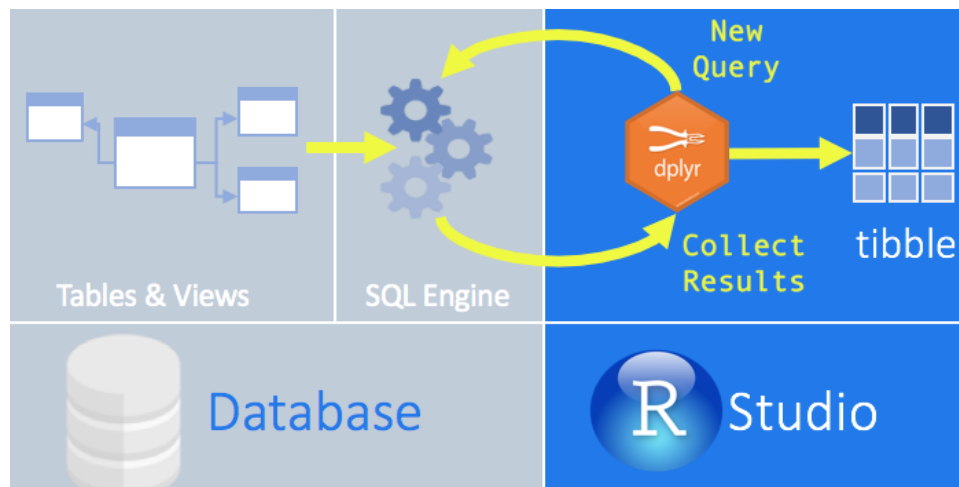 New
Query
dplyr
Collect
Results
tibble
Tables & Views
SQL Engine
Database
R Studio